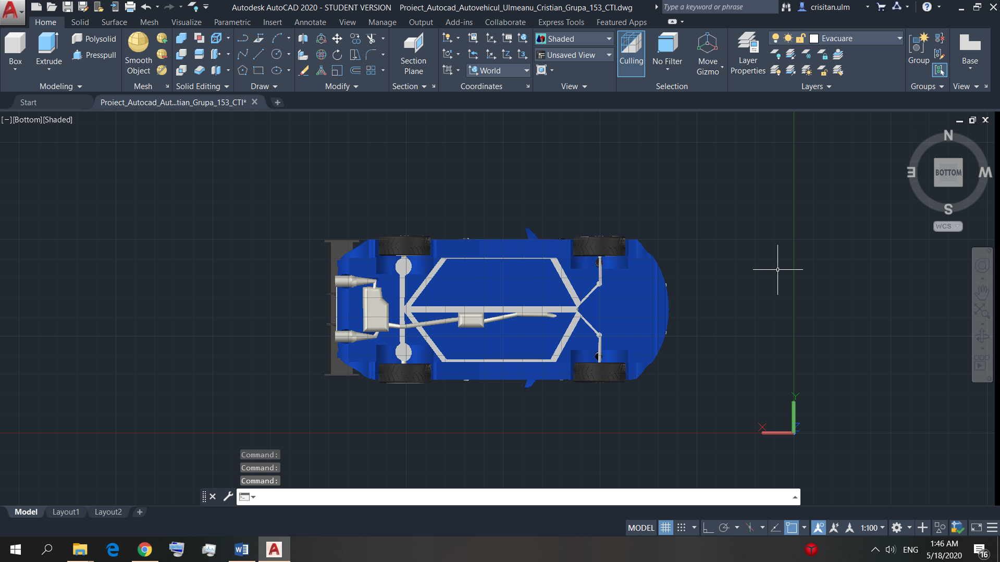 Autodesk AutoCAD 2020 - STUDENT VERSION Proiect_Autocad_Autovehicul_Ulmeanu_Cristian_Grupa_153_CTI.dwg
Type a keyword or phrase
crisitan.ulm
Home Solid Surface Mesh Visualize Parametric Insert Annotate View Manage Output Add-ins Collaborate Express Tools Featured Apps
Box
Extrude
Polysolid
Presspull
Modeling
Smooth
Object
Mesh
Solid Editing
Draw
Modify
Section
Plane
Section
World
Coordinates
Shaded
Unsaved View
View
Culling
No Filter
Move
Gizmo
Selection
Layer
Properties
Evacuare
Layers
Group
Groups
Base
View
Start
Proiect_Autocad_Aut...tian_Grupa_153_CTI*
[−][Bottom][Shaded]
N
E
BOTTOM
W
S
WCS
Y
X
Z
Command:
Command:
Command:
Model Layout1 Layout2
MODEL
1:100
ENG
1:46 AM
5/18/2020
16